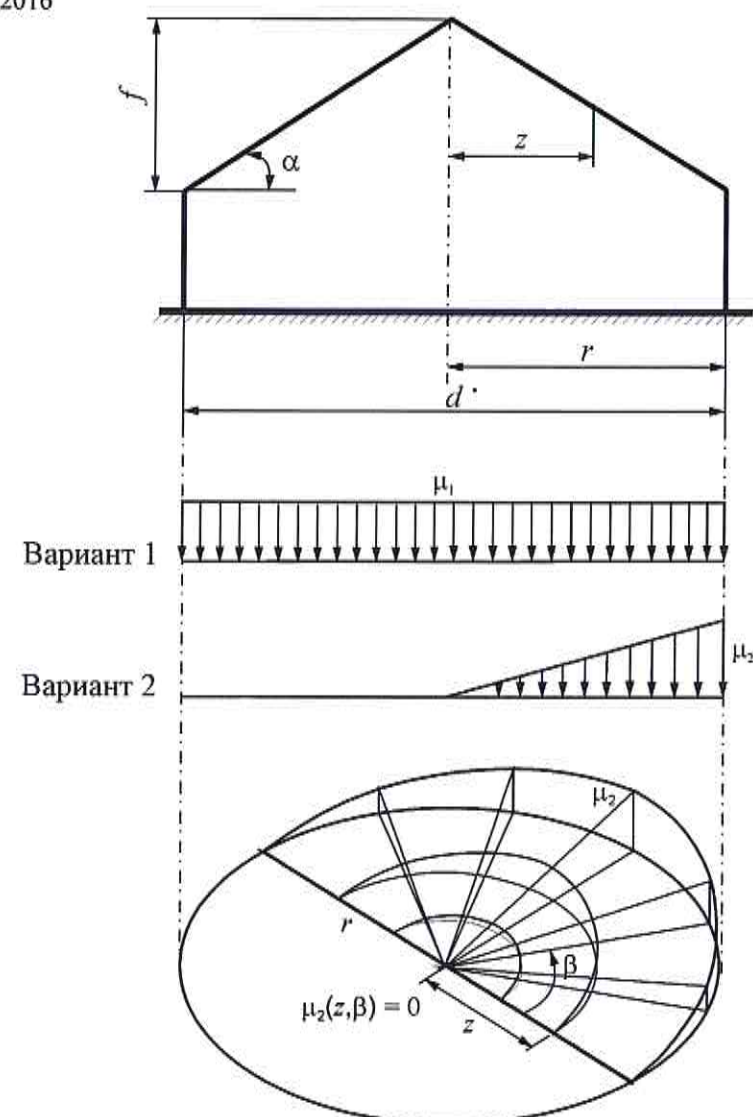 2016
f
α
z
r
d
μ₁
Вариант 1
μ₂
Вариант 2
μ₂
r
β
μ₂(z,β) = 0
z